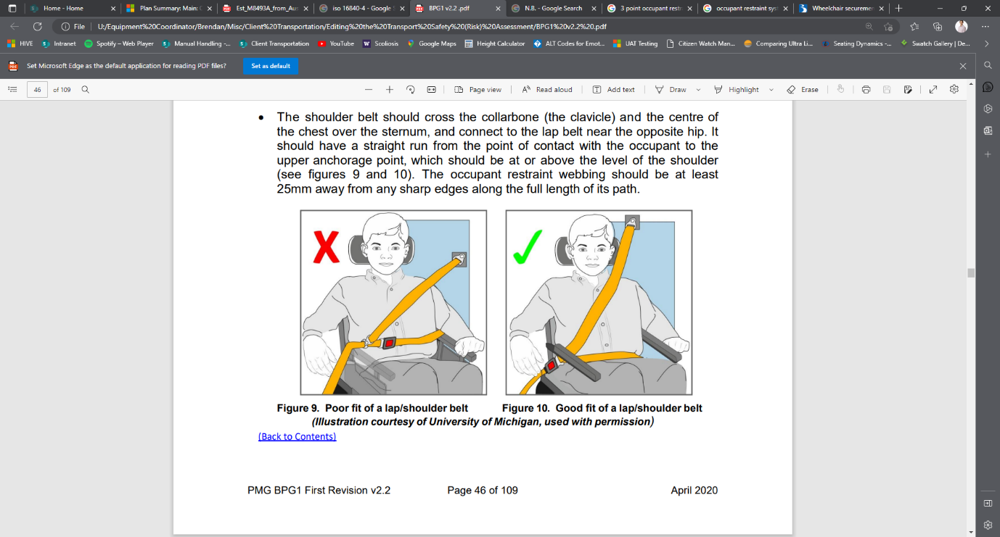 Home - Home
Plan Summary: Main: C
Est_M8493A_from_Aus
iso 16840-4 - Google S
BPG1 v2.2 .pdf
N.B. - Google Search
3 point occupant restr
occupant restraint syst
Wheelchair securemen
File
U:/Equipment%20Coordinator/Brendan/Misc/Client%20Transportation/Editing%20the%20Transport%20Safety%20(Risk)%20Assessment/BPG1%20v2.2%20.pdf
HIVE
Intranet
Spotify – Web Player
Manual Handling -...
Client Transportation
YouTube
Scoliosis
Google Maps
Height Calculator
ALT Codes for Emot...
UAT Testing
Citizen Watch Man...
Comparing Ultra Li...
Seating Dynamics -...
Swatch Gallery | De...
Set Microsoft Edge as the default application for reading PDF files?
Set as default
46
of 109
Page view
Read aloud
Add text
Draw
Highlight
Erase
• The shoulder belt should cross the collarbone (the clavicle) and the centre of
the chest over the sternum, and connect to the lap belt near the opposite hip. It
should have a straight run from the point of contact with the occupant to the
upper anchorage point, which should be at or above the level of the shoulder
(see figures 9 and 10). The occupant restraint webbing should be at least
25mm away from any sharp edges along the full length of its path.
X
Figure 9. Poor fit of a lap/shoulder belt
Figure 10. Good fit of a lap/shoulder belt
(Illustration courtesy of University of Michigan, used with permission)
(Back to Contents)
PMG BPG1 First Revision v2.2
Page 46 of 109
April 2020